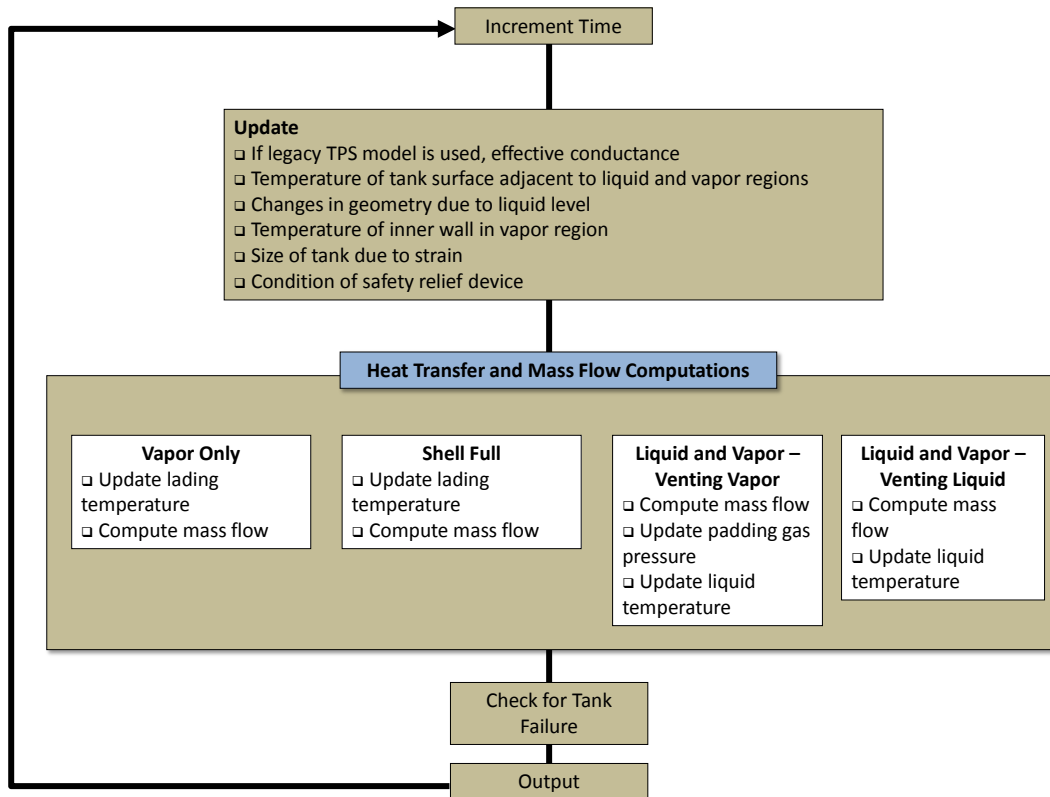 Increment Time
Update
❑ If legacy TPS model is used, effective conductance
❑ Temperature of tank surface adjacent to liquid and vapor regions
❑ Changes in geometry due to liquid level
❑ Temperature of inner wall in vapor region
❑ Size of tank due to strain
❑ Condition of safety relief device
Heat Transfer and Mass Flow Computations
Vapor Only
❑ Update lading
temperature
❑ Compute mass flow
Shell Full
❑ Update lading
temperature
❑ Compute mass flow
Liquid and Vapor –
Venting Vapor
❑ Compute mass flow
❑ Update padding gas
pressure
❑ Update liquid
temperature
Liquid and Vapor –
Venting Liquid
❑ Compute mass
flow
❑ Update liquid
temperature
Check for Tank
Failure
Output